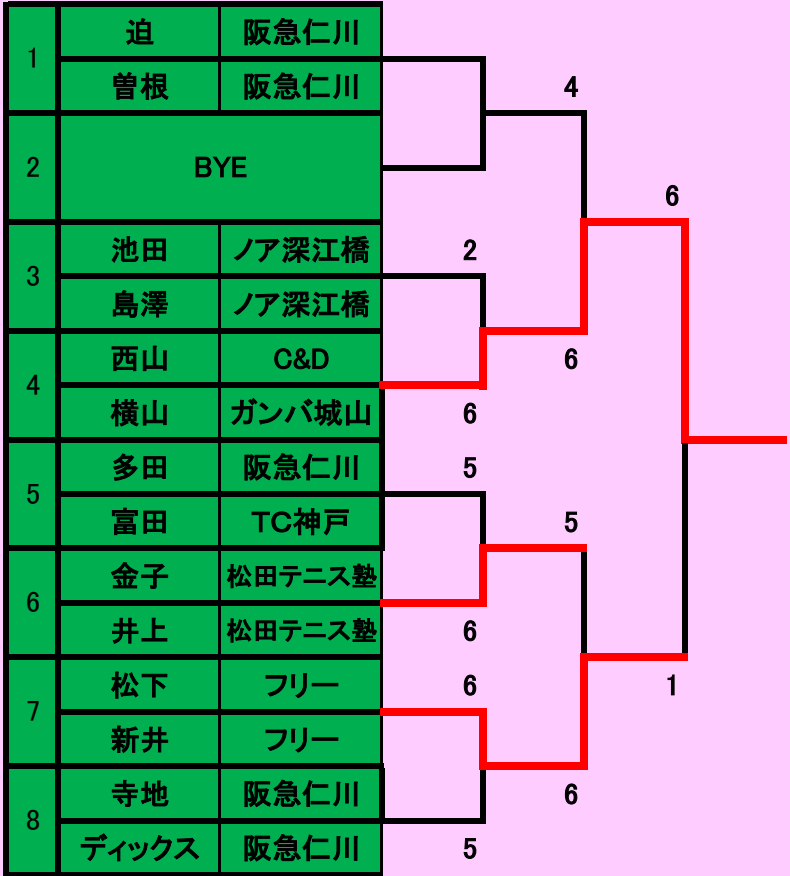 1
迫 阪急仁川
曽根 阪急仁川
4
2
BYE
6
3
池田 ノア深江橋
2
島澤 ノア深江橋
4
西山 C&D
6
横山 ガンバ城山
6
5
多田 阪急仁川
5
富田 TC神戸
5
6
金子 松田テニス塾
井上 松田テニス塾
6
7
松下 フリー
6
1
新井 フリー
8
寺地 阪急仁川
6
ディックス 阪急仁川
5